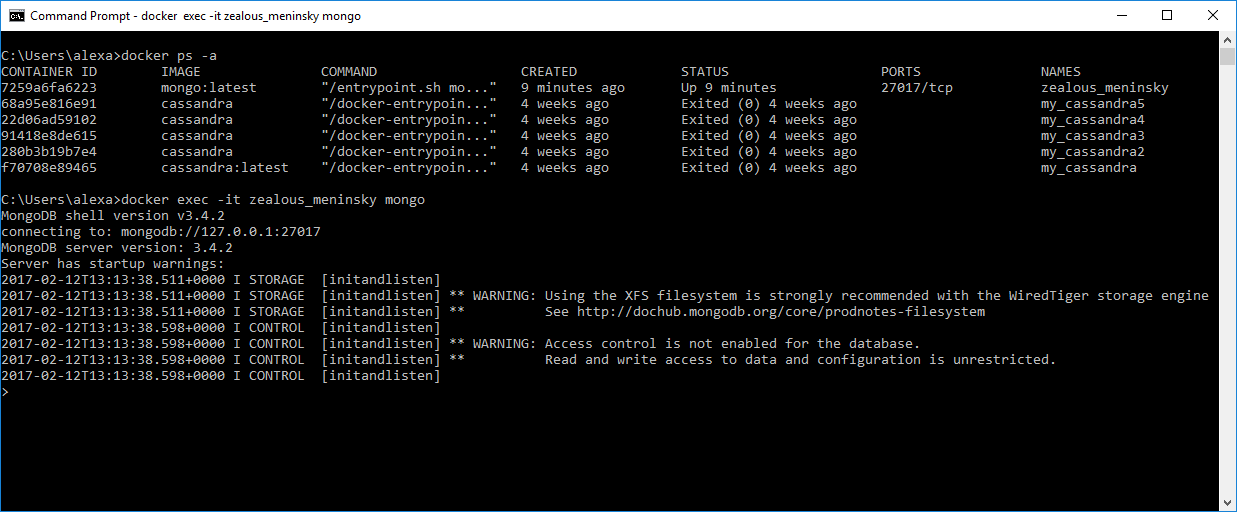 Command Prompt - docker exec -it zealous_meninsky mongo
C:\Users\alexa>docker ps -a
CONTAINER ID        IMAGE               COMMAND                  CREATED             STATUS                   PORTS               NAMES
7259a6fa6223        mongo:latest        "/entrypoint.sh mo..."   9 minutes ago       Up 9 minutes             27017/tcp           zealous_meninsky
68a95e816e91        cassandra           "/docker-entrypoin..."   4 weeks ago         Exited (0) 4 weeks ago                       my_cassandra5
22d06ad59102        cassandra           "/docker-entrypoin..."   4 weeks ago         Exited (0) 4 weeks ago                       my_cassandra4
91418e8de615        cassandra           "/docker-entrypoin..."   4 weeks ago         Exited (0) 4 weeks ago                       my_cassandra3
280b3b19b7e4        cassandra           "/docker-entrypoin..."   4 weeks ago         Exited (0) 4 weeks ago                       my_cassandra2
f70708e89465        cassandra:latest    "/docker-entrypoin..."   4 weeks ago         Exited (0) 4 weeks ago                       my_cassandra
C:\Users\alexa>docker exec -it zealous_meninsky mongo
MongoDB shell version v3.4.2
connecting to: mongodb://127.0.0.1:27017
MongoDB server version: 3.4.2
Server has startup warnings:
2017-02-12T13:13:38.511+0000 I STORAGE  [initandlisten]
2017-02-12T13:13:38.511+0000 I STORAGE  [initandlisten] ** WARNING: Using the XFS filesystem is strongly recommended with the WiredTiger storage engine
2017-02-12T13:13:38.511+0000 I STORAGE  [initandlisten] **          See http://dochub.mongodb.org/core/prodnotes-filesystem
2017-02-12T13:13:38.598+0000 I CONTROL  [initandlisten]
2017-02-12T13:13:38.598+0000 I CONTROL  [initandlisten] ** WARNING: Access control is not enabled for the database.
2017-02-12T13:13:38.598+0000 I CONTROL  [initandlisten] **          Read and write access to data and configuration is unrestricted.
2017-02-12T13:13:38.598+0000 I CONTROL  [initandlisten]
>